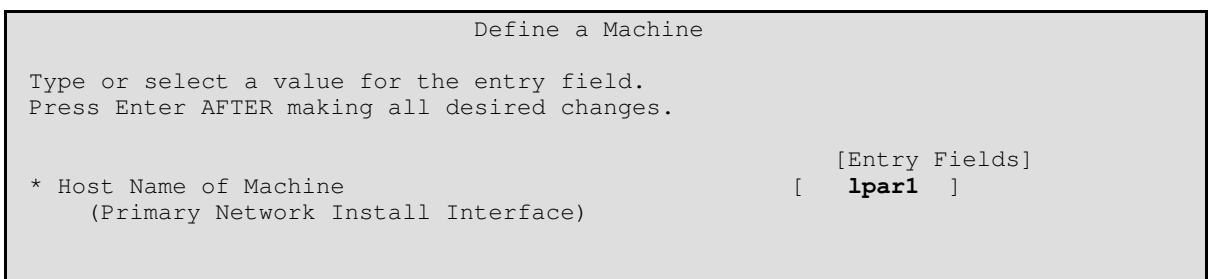 Define a Machine
Type or select a value for the entry field.
Press Enter AFTER making all desired changes.
[Entry Fields]
* Host Name of Machine [ lpar1 ]
(Primary Network Install Interface)